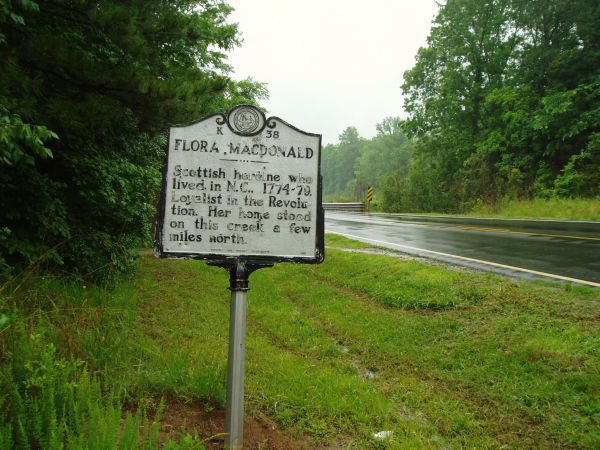 K 38
FLORA MACDONALD
Scottish heroine who
lived in N.C., 1774-79.
Loyalist in the Revolu-
tion. Her home stood
on this creek a few
miles north.